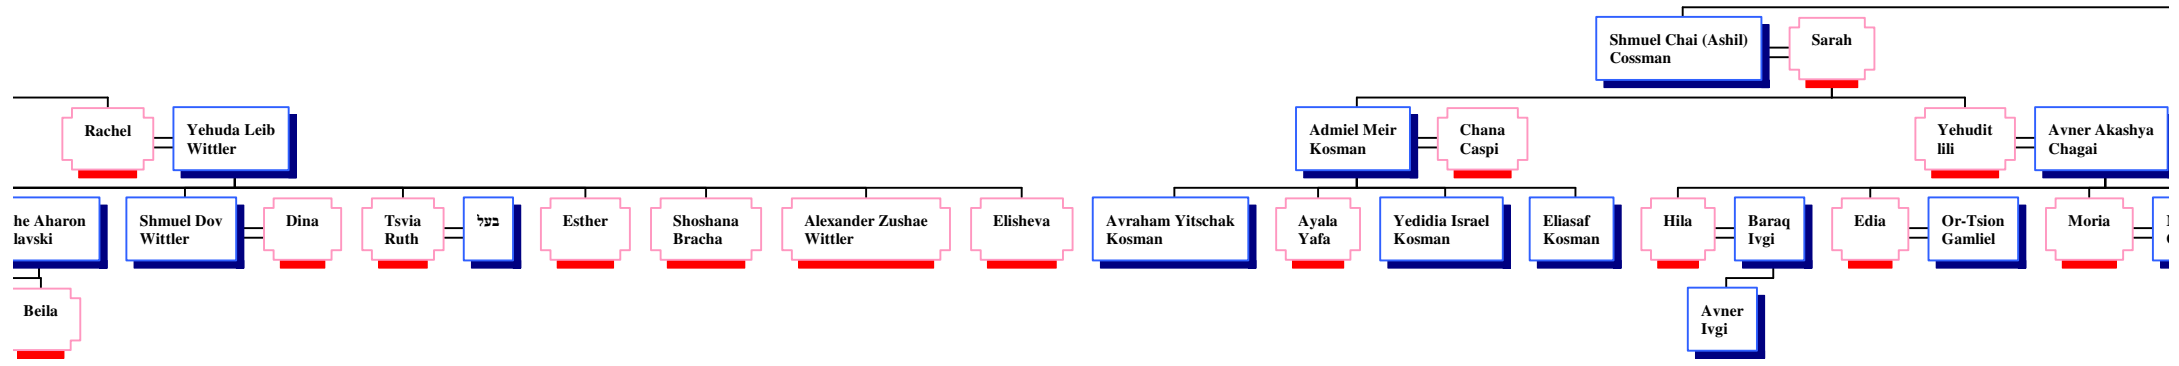 Shmuel Chai (Ashil)
Cossman
Sarah
Rachel
Yehuda Leib
Wittler
Admiel Meir
Kosman
Chana
Caspi
Yehudit
lili
Avner Akashya
Chagai
he Aharon
lavski
Shmuel Dov
Wittler
Dina
Tsvia
Ruth
בעל
Esther
Shoshana
Bracha
Alexander Zushae
Wittler
Elisheva
Avraham Yitschak
Kosman
Ayala
Yafa
Yedidia Israel
Kosman
Eliasaf
Kosman
Hila
Baraq
Ivgi
Edia
Or-Tsion
Gamliel
Moria
Beila
Avner
Ivgi